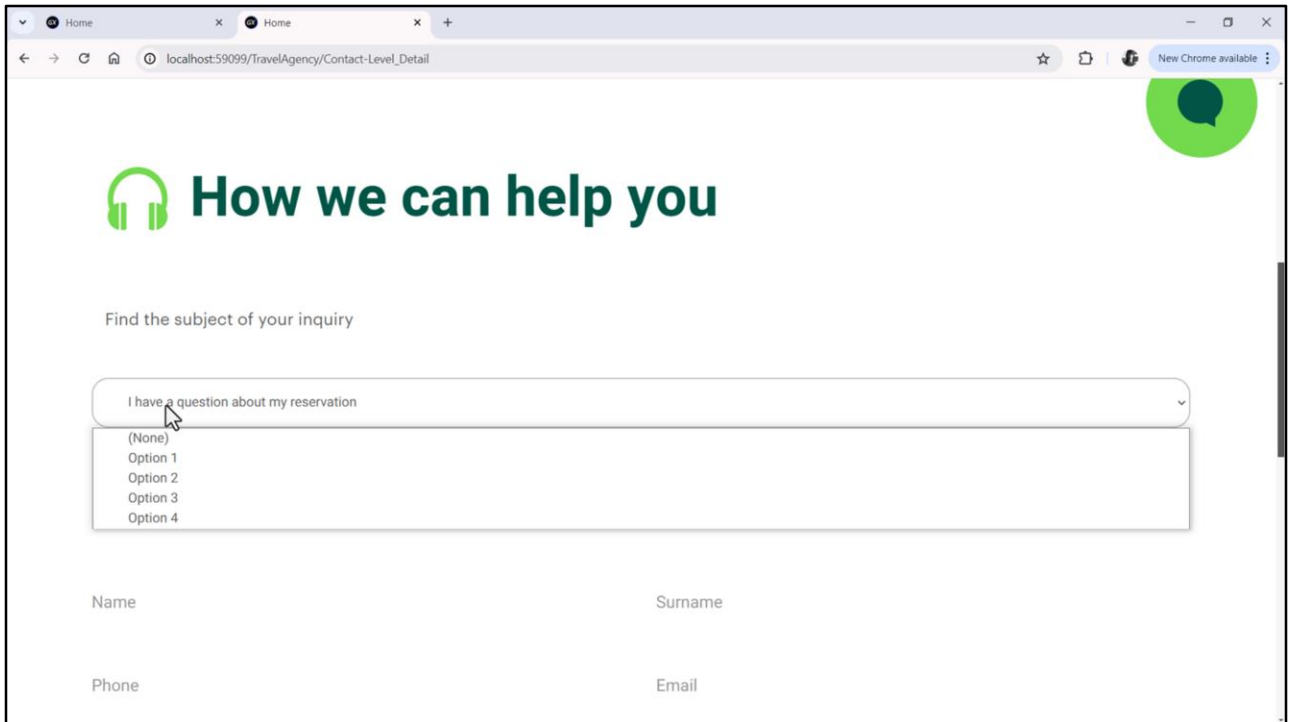 GX Home GX Home
localhost:59099/TravelAgency/Contact-Level_Detail New Chrome available
How we can help you
Find the subject of your inquiry
I have a question about my reservation
(None)
Option 1
Option 2
Option 3
Option 4
Name Surname
Phone Email